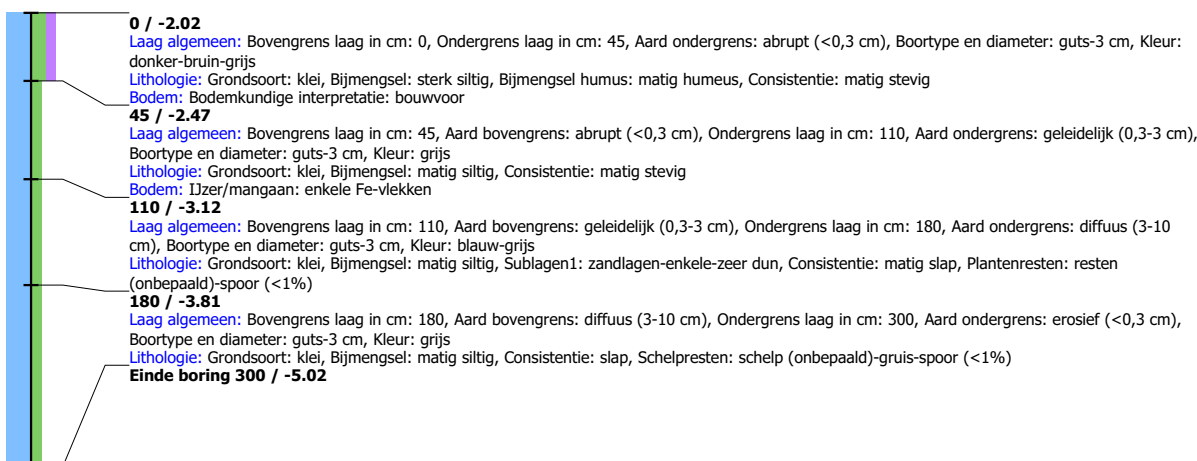 0 / -2.02
Laag algemeen: Bovengrens laag in cm: 0, Ondergrens laag in cm: 45, Aard ondergrens: abrupt (<0,3 cm), Boortype en diameter: guts-3 cm, Kleur:
donker-bruin-grijs
Lithologie: Grondsoort: klei, Bijmengsel: sterk siltig, Bijmengsel humus: matig humeus, Consistentie: matig stevig
Bodem: Bodemkundige interpretatie: bouwvoor
45 / -2.47
Laag algemeen: Bovengrens laag in cm: 45, Aard bovengrens: abrupt (<0,3 cm), Ondergrens laag in cm: 110, Aard ondergrens: geleidelijk (0,3-3 cm),
Boortype en diameter: guts-3 cm, Kleur: grijs
Lithologie: Grondsoort: klei, Bijmengsel: matig siltig, Consistentie: matig stevig
Bodem: IJzer/mangaan: enkele Fe-vlekken
110 / -3.12
Laag algemeen: Bovengrens laag in cm: 110, Aard bovengrens: geleidelijk (0,3-3 cm), Ondergrens laag in cm: 180, Aard ondergrens: diffuus (3-10
cm), Boortype en diameter: guts-3 cm, Kleur: blauw-grijs
Lithologie: Grondsoort: klei, Bijmengsel: matig siltig, Sublagen1: zandlagen-enkele-zeer dun, Consistentie: matig slap, Plantenresten: resten
(onbepaald)-spoor (<1%)
180 / -3.81
Laag algemeen: Bovengrens laag in cm: 180, Aard bovengrens: diffuus (3-10 cm), Ondergrens laag in cm: 300, Aard ondergrens: erosief (<0,3 cm),
Boortype en diameter: guts-3 cm, Kleur: grijs
Lithologie: Grondsoort: klei, Bijmengsel: matig siltig, Consistentie: slap, Schelpresten: schelp (onbepaald)-gruis-spoor (<1%)
Einde boring 300 / -5.02